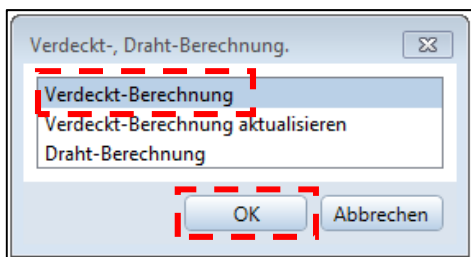 Verdeckt-, Draht-Berechnung.
Verdeckt-Berechnung
Verdeckt-Berechnung aktualisieren
Draht-Berechnung
OK Abbrechen